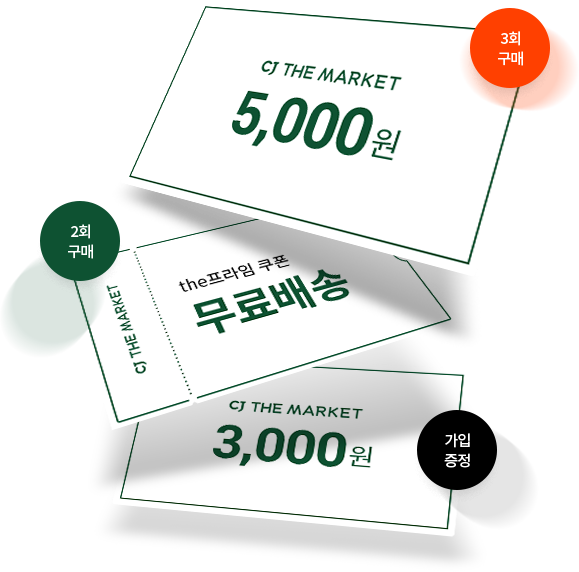 3회
구매
CJ THE MARKET
5,000원
2회
구매
the프라임 쿠폰
무료배송
CJ THE MARKET
CJ THE MARKET
3,000원
가입
증정